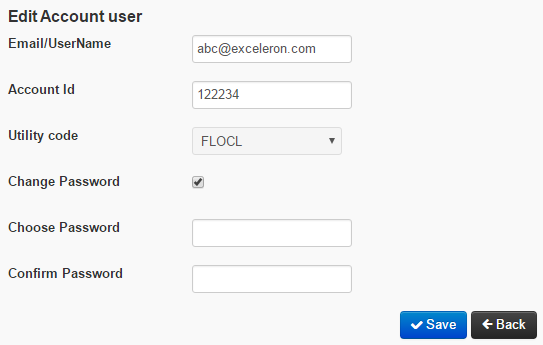 Edit Account user
Email/UserName abc@exceleron.com
Account Id 122234
Utility code FLOCL
Change Password
Choose Password
Confirm Password
Save Back